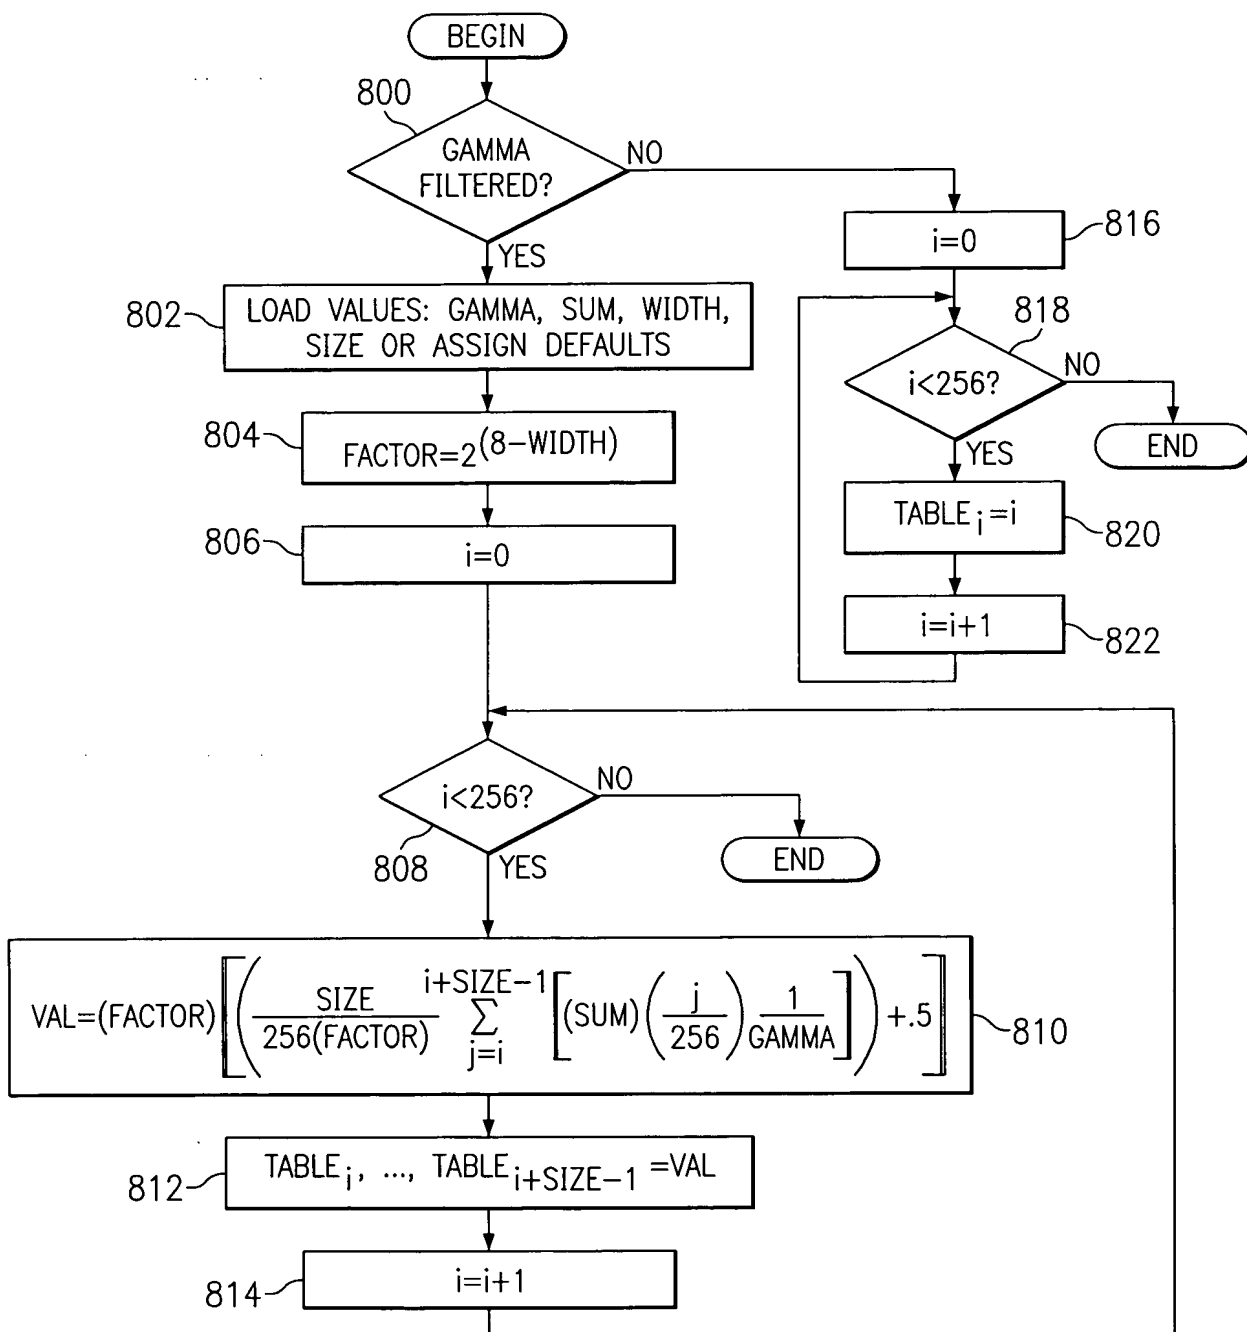 BEGIN
800
GAMMA
FILTERED?
NO
YES
816
i=0
802
LOAD VALUES: GAMMA, SUM, WIDTH,
SIZE OR ASSIGN DEFAULTS
818
i<256?
NO
END
YES
804
FACTOR=2(8-WIDTH)
TABLEi=i
820
806
i=0
i=i+1
822
i<256?
NO
808
YES
END
VAL=(FACTOR)[[(SIZE/256(FACTOR) i+SIZE-1 Σ j=i [(SUM)(j/256) 1/GAMMA])+.5]]
810
812
TABLEi, ..., TABLEi+SIZE-1=VAL
814
i=i+1